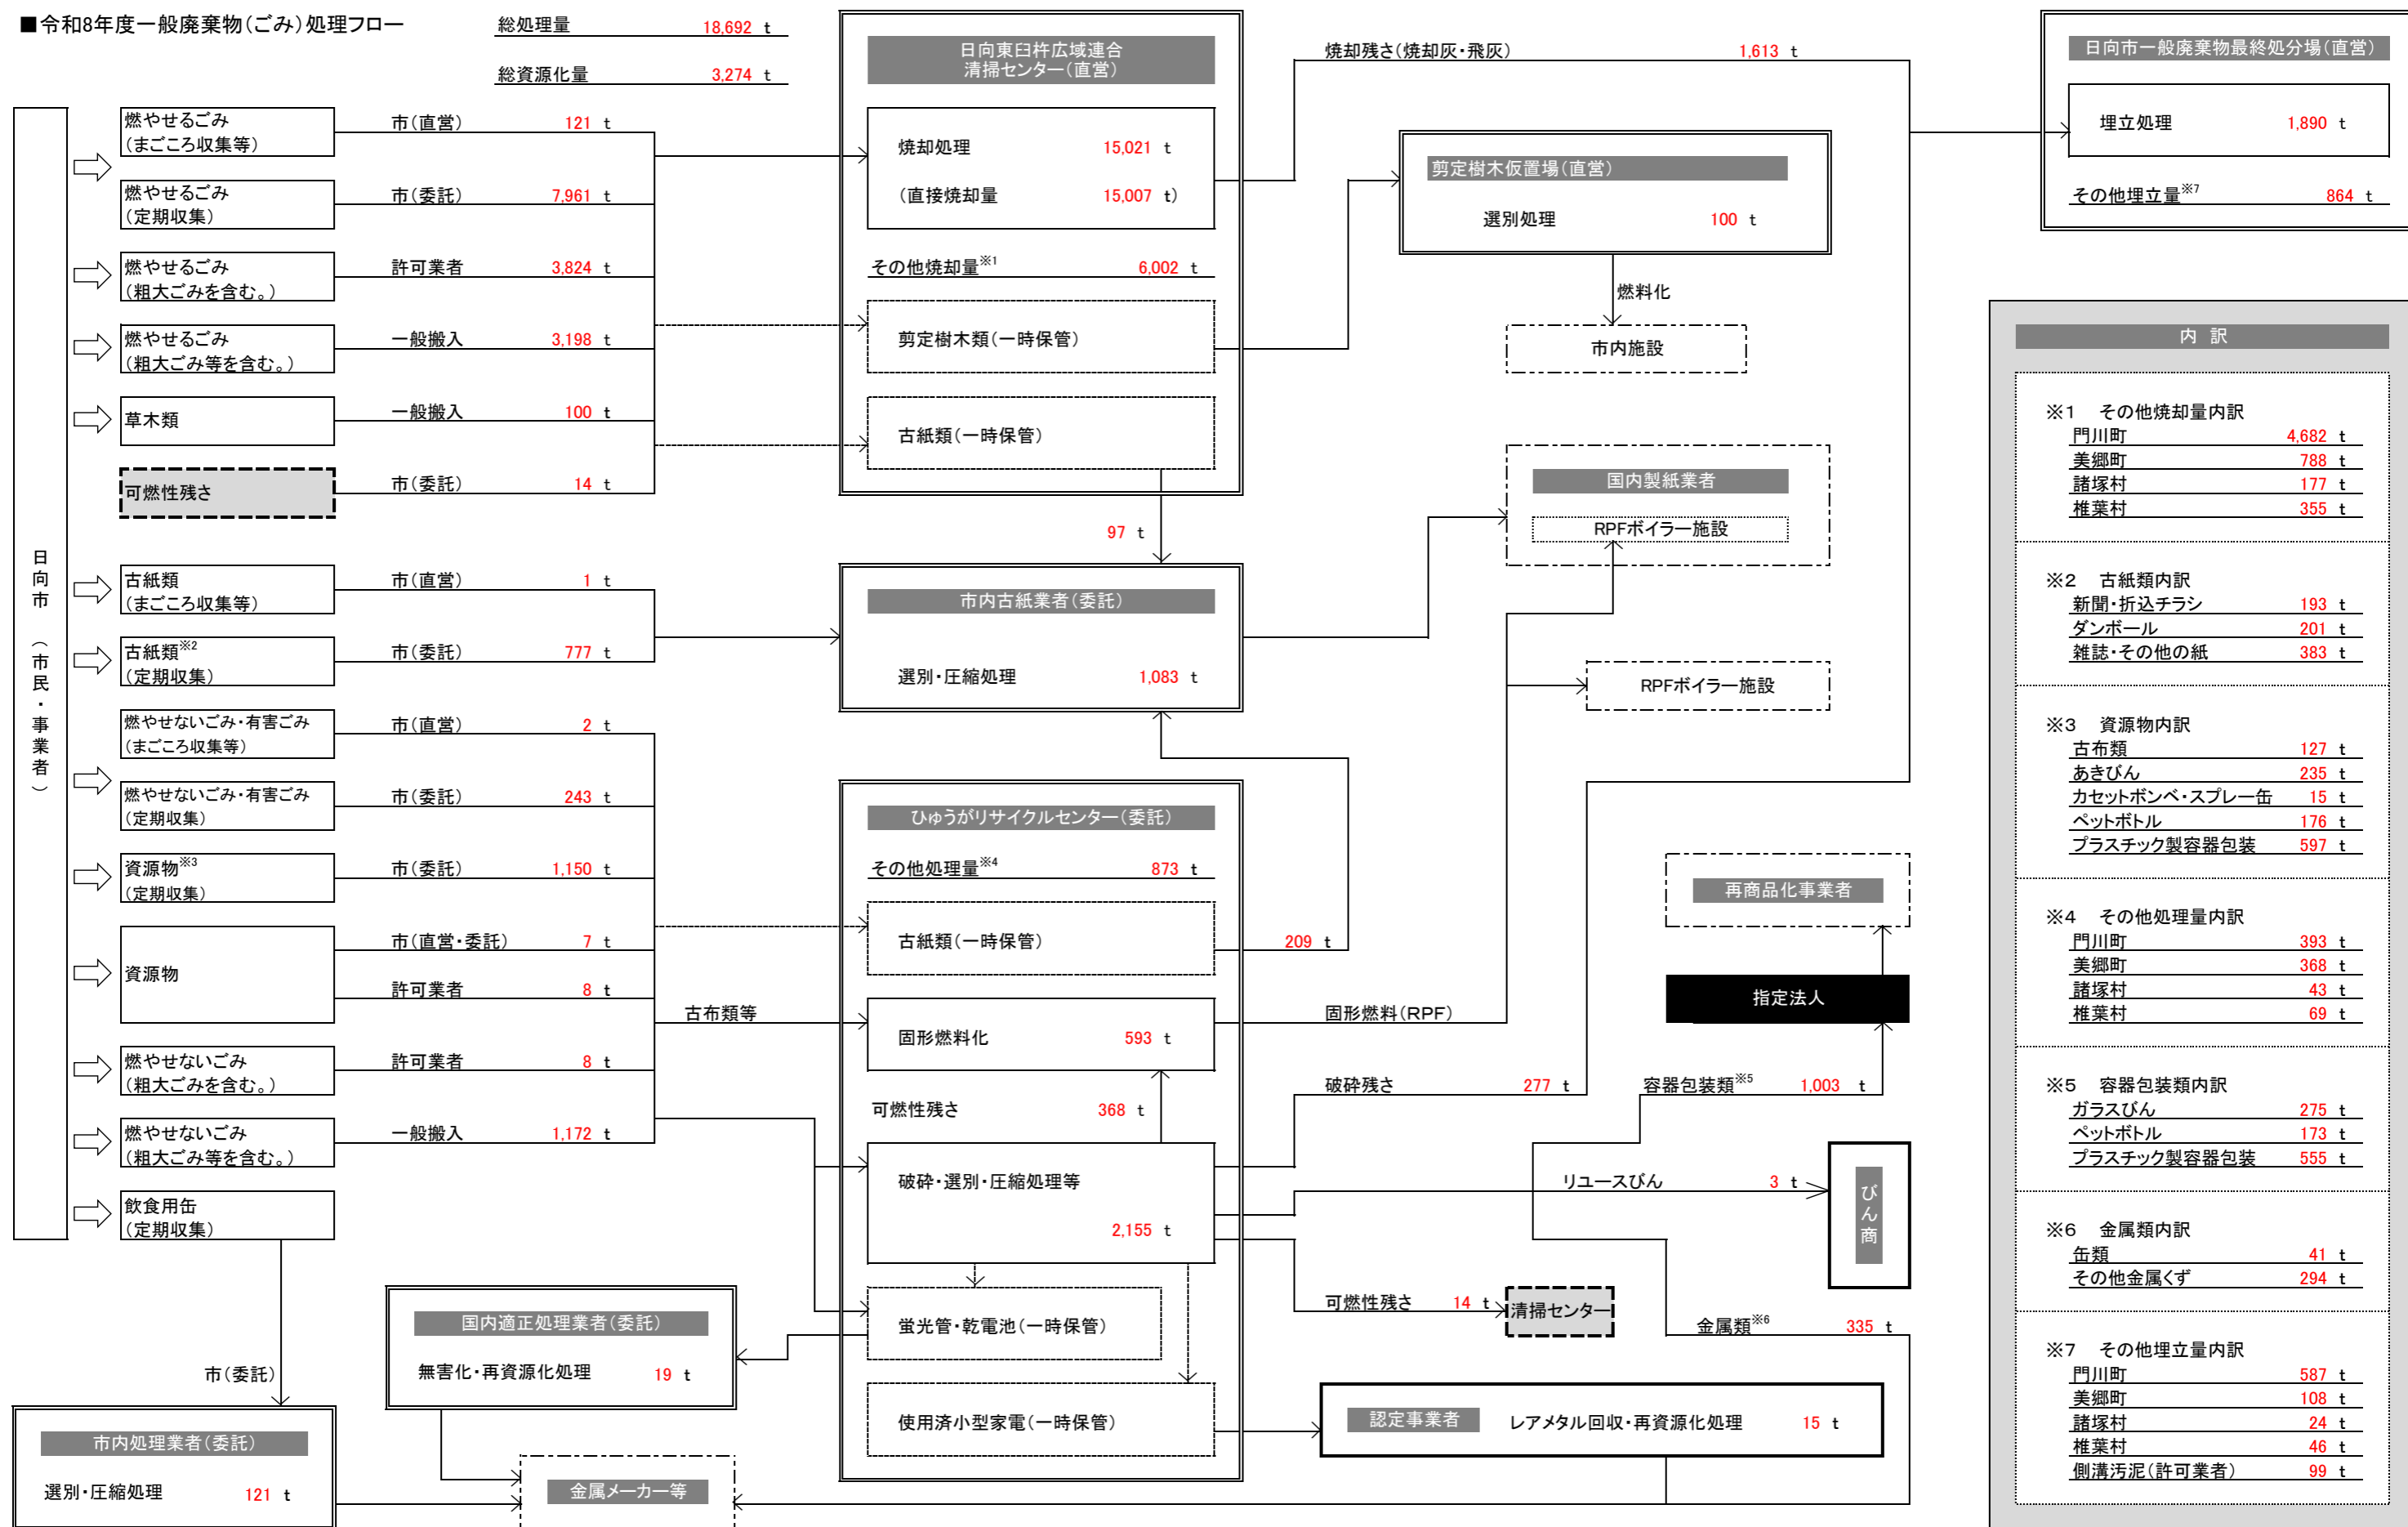 ■令和8年度一般廃棄物(ごみ)処理フロー
総処理量 18,692 t
総資源化量 3,274 t
日向市（市民・事業者）
燃やせるごみ
(まごころ収集等)
市(直営) 121 t
燃やせるごみ
(定期収集)
市(委託) 7,961 t
燃やせるごみ
(粗大ごみを含む。)
許可業者 3,824 t
燃やせるごみ
(粗大ごみ等を含む。)
一般搬入 3,198 t
草木類
一般搬入 100 t
可燃性残さ
市(委託) 14 t
古紙類
(まごころ収集等)
市(直営) 1 t
古紙類※2
(定期収集)
市(委託) 777 t
燃やせないごみ・有害ごみ
(まごころ収集等)
市(直営) 2 t
燃やせないごみ・有害ごみ
(定期収集)
市(委託) 243 t
資源物※3
(定期収集)
市(委託) 1,150 t
資源物
市(直営・委託) 7 t
許可業者 8 t
燃やせないごみ
(粗大ごみを含む。)
許可業者 8 t
燃やせないごみ
(粗大ごみ等を含む。)
一般搬入 1,172 t
飲食用缶
(定期収集)
市(委託)
市内処理業者(委託)
選別・圧縮処理 121 t
古布類等
国内適正処理業者(委託)
無害化・再資源化処理 19 t
金属メーカー等
日向東臼杵広域連合
清掃センター(直営)
焼却処理 15,021 t
(直接焼却量 15,007 t)
その他焼却量※1 6,002 t
剪定樹木類(一時保管)
古紙類(一時保管)
97 t
市内古紙業者(委託)
選別・圧縮処理 1,083 t
ひゅうがリサイクルセンター(委託)
その他処理量※4 873 t
古紙類(一時保管)
209 t
固形燃料化 593 t
可燃性残さ 368 t
破砕・選別・圧縮処理等
2,155 t
蛍光管・乾電池(一時保管)
使用済小型家電(一時保管)
焼却残さ(焼却灰・飛灰) 1,613 t
剪定樹木仮置場(直営)
選別処理 100 t
燃料化
市内施設
国内製紙業者
RPFボイラー施設
RPFボイラー施設
再商品化事業者
指定法人
固形燃料(RPF)
破砕残さ 277 t
容器包装類※5 1,003 t
リユースびん 3 t
びん商
可燃性残さ 14 t
清掃センター
金属類※6 335 t
認定事業者 レアメタル回収・再資源化処理 15 t
日向市一般廃棄物最終処分場(直営)
埋立処理 1,890 t
その他埋立量※7 864 t
内 訳
※1 その他焼却量内訳
門川町 4,682 t
美郷町 788 t
諸塚村 177 t
椎葉村 355 t
※2 古紙類内訳
新聞・折込チラシ 193 t
ダンボール 201 t
雑誌・その他の紙 383 t
※3 資源物内訳
古布類 127 t
あきびん 235 t
カセットボンベ・スプレー缶 15 t
ペットボトル 176 t
プラスチック製容器包装 597 t
※4 その他処理量内訳
門川町 393 t
美郷町 368 t
諸塚村 43 t
椎葉村 69 t
※5 容器包装類内訳
ガラスびん 275 t
ペットボトル 173 t
プラスチック製容器包装 555 t
※6 金属類内訳
缶類 41 t
その他金属くず 294 t
※7 その他埋立量内訳
門川町 587 t
美郷町 108 t
諸塚村 24 t
椎葉村 46 t
側溝汚泥(許可業者) 99 t